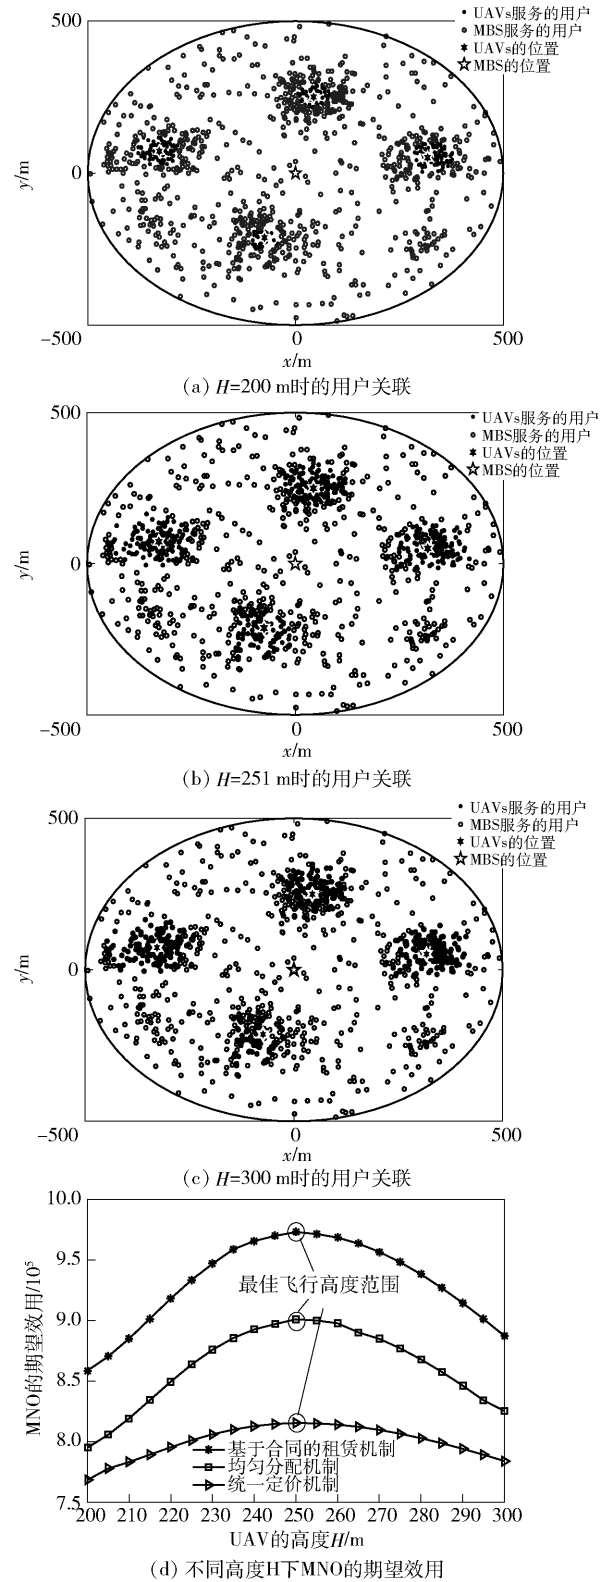 500
UAVs服务的用户
MBS服务的用户
UAVs的位置
MBS的位置
y/m
0
-500
0
500
x/m
(a) H=200 m时的用户关联
500
UAVs服务的用户
MBS服务的用户
UAVs的位置
MBS的位置
y/m
0
-500
0
500
x/m
(b) H=251 m时的用户关联
500
UAVs服务的用户
MBS服务的用户
UAVs的位置
MBS的位置
y/m
0
-500
0
500
x/m
(c) H=300 m时的用户关联
10.0
9.5
9.0
8.5
8.0
7.5
MNO的期望效用/10⁵
最佳飞行高度范围
基于合同的租赁机制
均匀分配机制
统一定价机制
200 210 220 230 240 250 260 270 280 290 300
UAV的高度H/m
(d) 不同高度H下MNO的期望效用